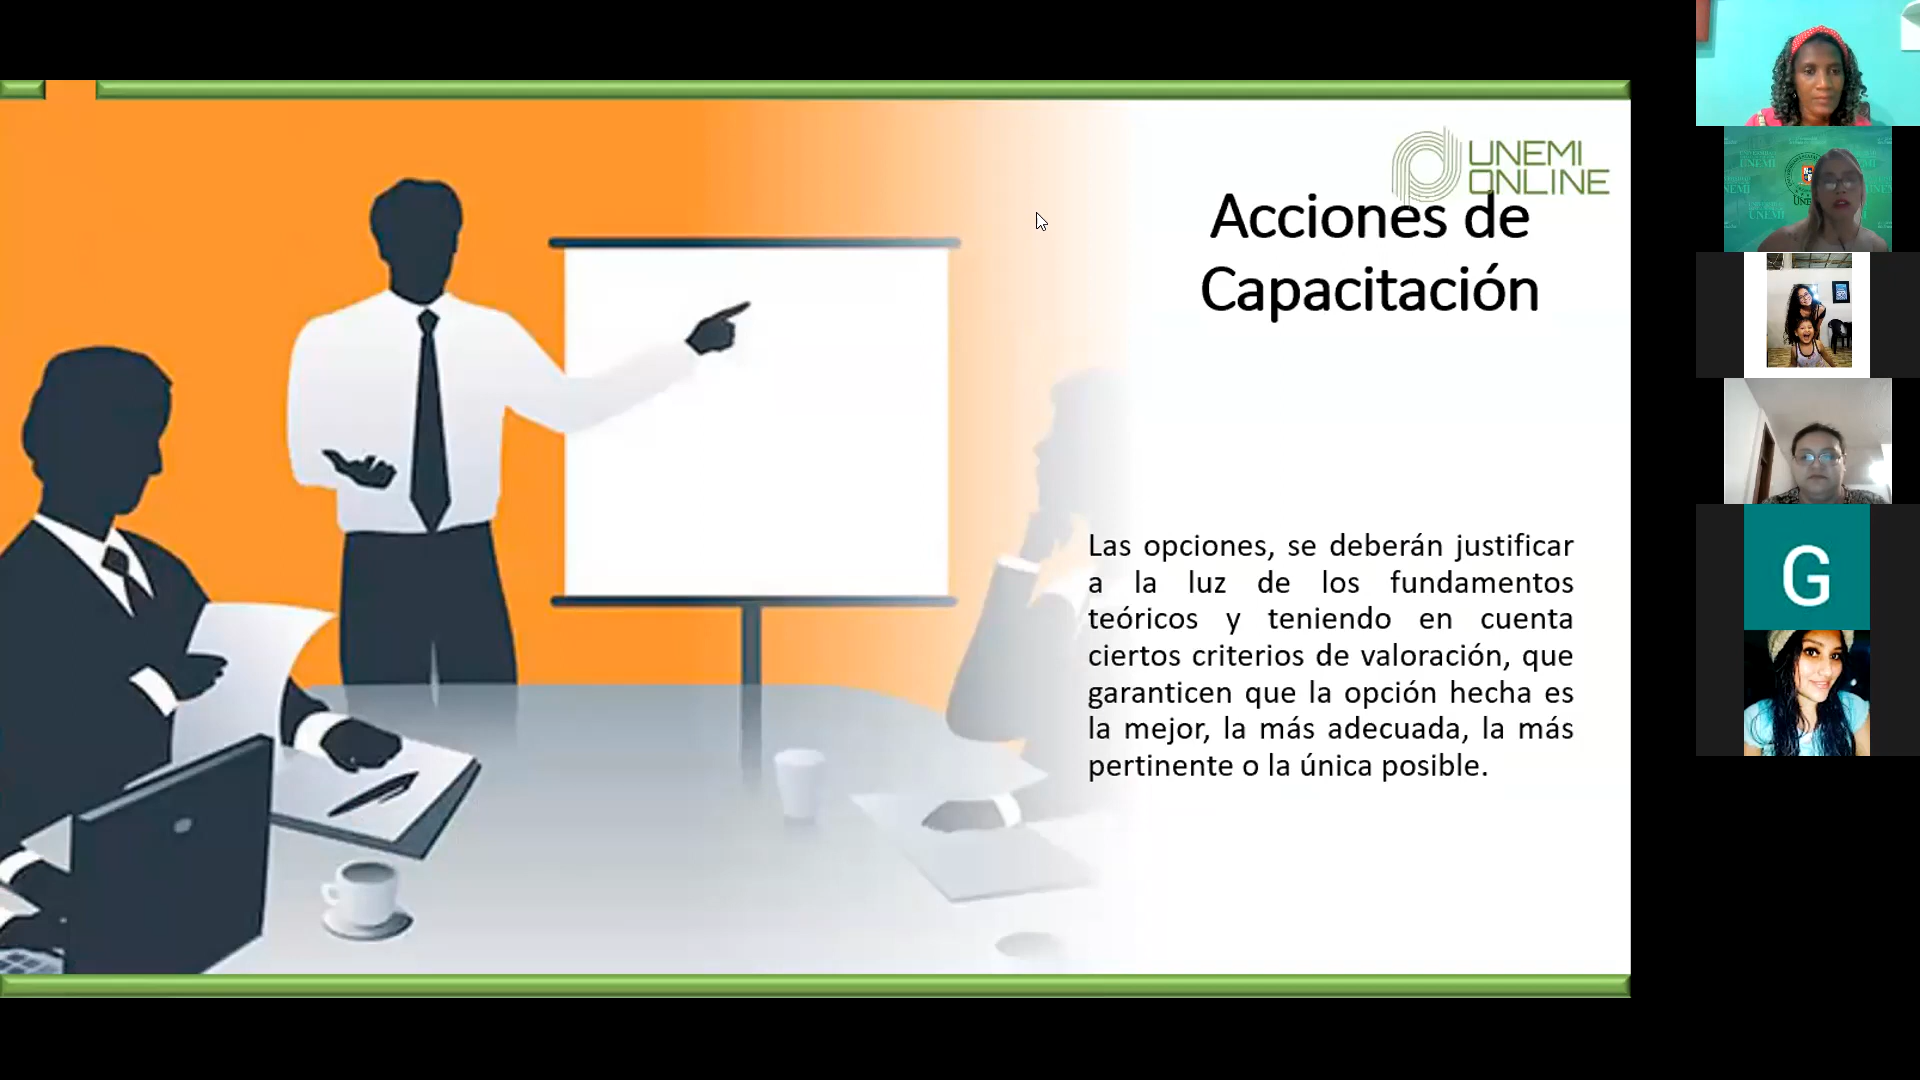 UNEMI
ONLINE
Acciones de
Capacitación
Las opciones, se deberán justificar
a la luz de los fundamentos
teóricos y teniendo en cuenta
ciertos criterios de valoración, que
garanticen que la opción hecha es
la mejor, la más adecuada, la más
pertinente o la única posible.
UNEMI
UNEMI
G